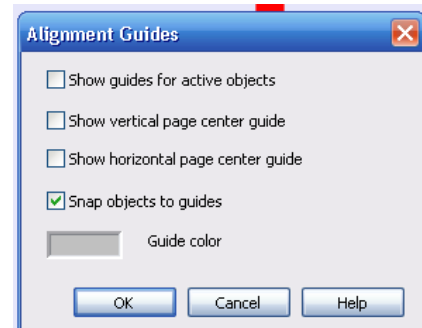 Alignment Guides
Show guides for active objects
Show vertical page center guide
Show horizontal page center guide
Snap objects to guides
Guide color
OK Cancel Help